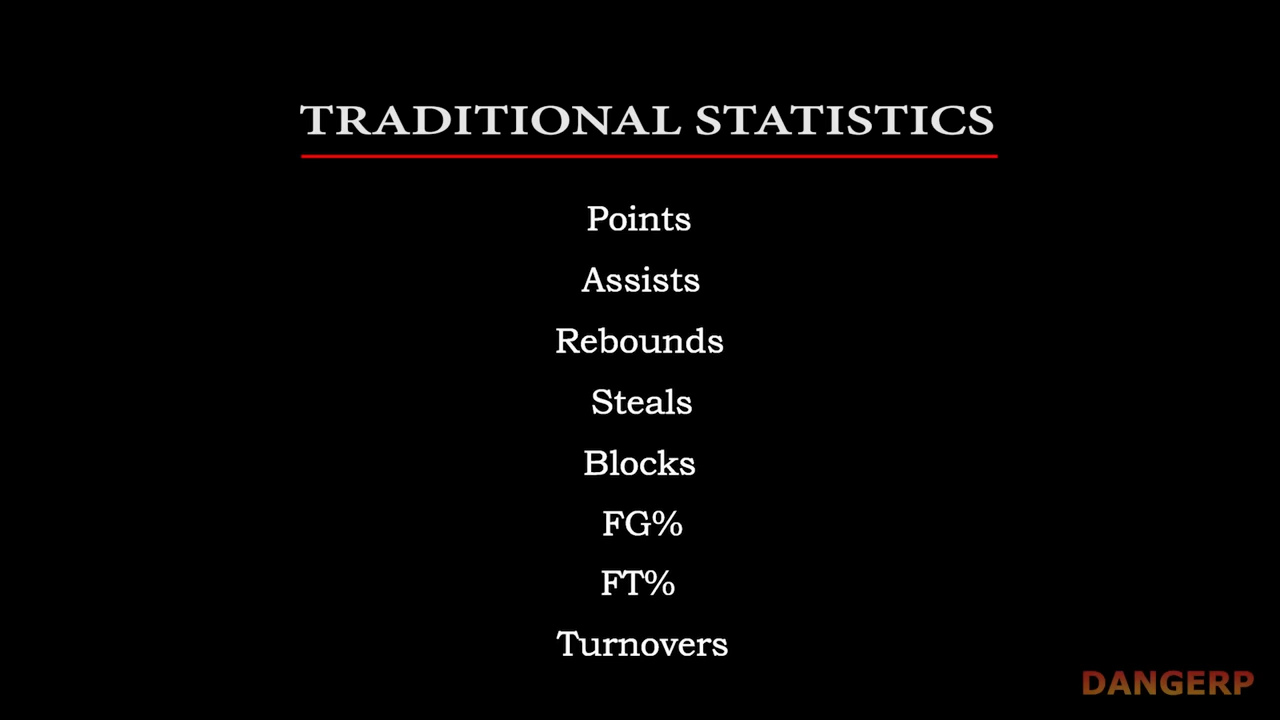 TRADITIONAL STATISTICS
Points
Assists
Rebounds
Steals
Blocks
FG%
FT%
Turnovers
DANGERP